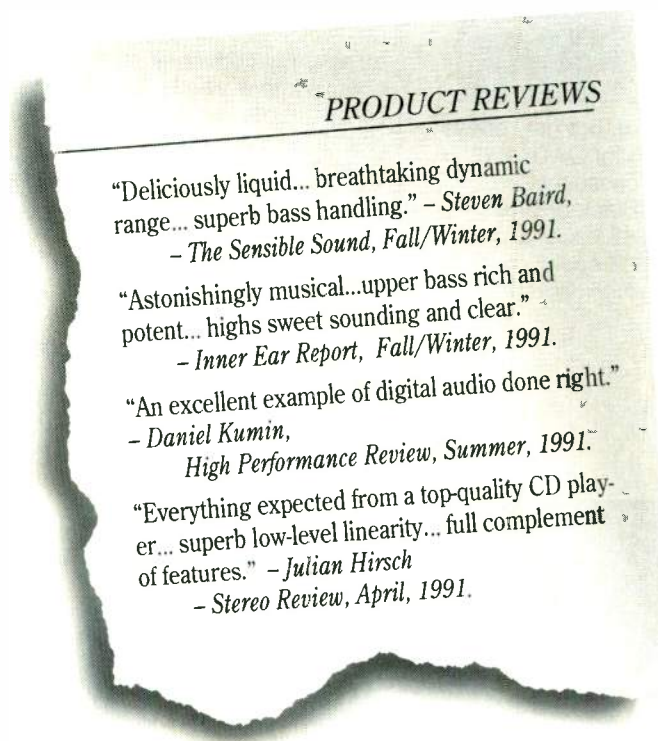 PRODUCT REVIEWS
“Deliciously liquid... breathtaking dynamic
range... superb bass handling.” – Steven Baird,
– The Sensible Sound, Fall/Winter, 1991.
“Astonishingly musical...upper bass rich and
potent... highs sweet sounding and clear.”
– Inner Ear Report, Fall/Winter, 1991.
“An excellent example of digital audio done right.”
– Daniel Kumin,
High Performance Review, Summer, 1991.
“Everything expected from a top-quality CD play-
er... superb low-level linearity... full complement
of features.” – Julian Hirsch
– Stereo Review, April, 1991.